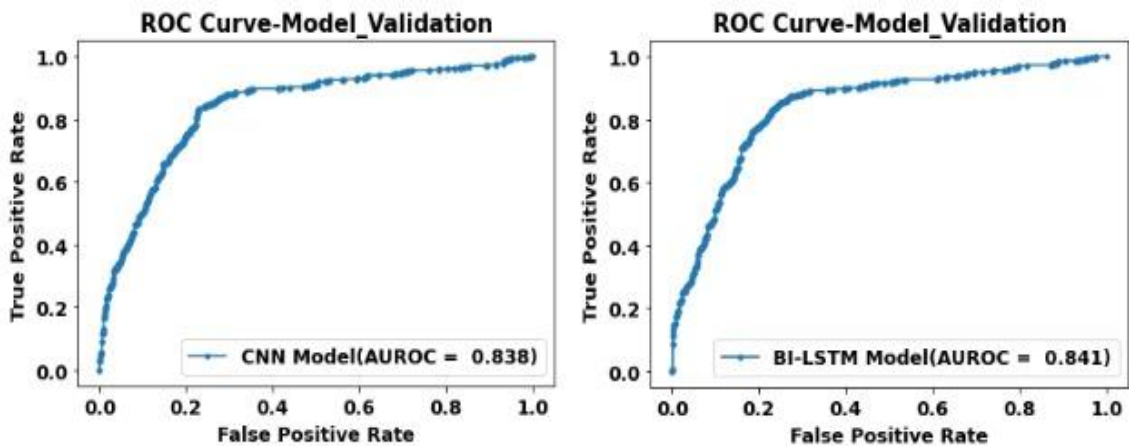 ROC Curve-Model_Validation
True Positive Rate
1.0
0.8
0.6
0.4
0.2
0.0
CNN Model(AUROC =  0.838)
0.0 0.2 0.4 0.6 0.8 1.0
False Positive Rate
ROC Curve-Model_Validation
True Positive Rate
1.0
0.8
0.6
0.4
0.2
0.0
BI-LSTM Model(AUROC =  0.841)
0.0 0.2 0.4 0.6 0.8 1.0
False Positive Rate